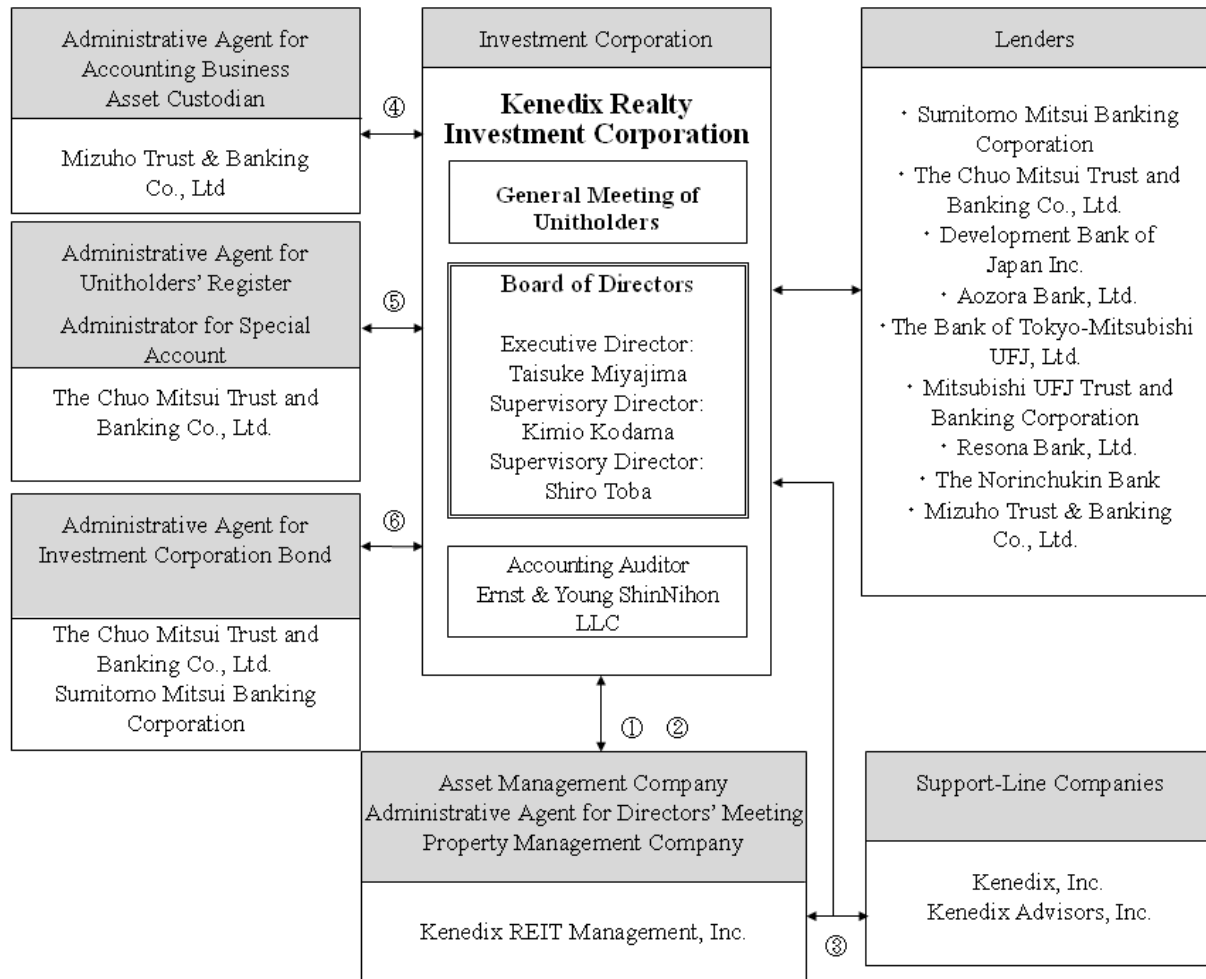 Administrative Agent for
Accounting Business
Asset Custodian
Mizuho Trust & Banking
Co., Ltd
④
Administrative Agent for
Unitholders' Register
Administrator for Special
Account
The Chuo Mitsui Trust and
Banking Co., Ltd.
⑤
Administrative Agent for
Investment Corporation Bond
The Chuo Mitsui Trust and
Banking Co., Ltd.
Sumitomo Mitsui Banking
Corporation
⑥
Investment Corporation
Kenedix Realty
Investment Corporation
General Meeting of
Unitholders
Board of Directors
Executive Director:
Taisuke Miyajima
Supervisory Director:
Kimio Kodama
Supervisory Director:
Shiro Toba
Accounting Auditor
Ernst & Young ShinNihon
LLC
Lenders
・Sumitomo Mitsui Banking
Corporation
・The Chuo Mitsui Trust and
Banking Co., Ltd.
・Development Bank of
Japan Inc.
・Aozora Bank, Ltd.
・The Bank of Tokyo-Mitsubishi
UFJ, Ltd.
・Mitsubishi UFJ Trust and
Banking Corporation
・Resona Bank, Ltd.
・The Norinchukin Bank
・Mizuho Trust & Banking
Co., Ltd.
① ②
Asset Management Company
Administrative Agent for Directors' Meeting
Property Management Company
Kenedix REIT Management, Inc.
③
Support-Line Companies
Kenedix, Inc.
Kenedix Advisors, Inc.